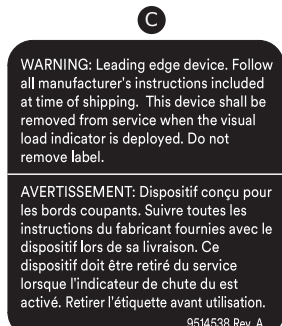 C
WARNING: Leading edge device. Follow
all manufacturer's instructions included
at time of shipping. This device shall be
removed from service when the visual
load indicator is deployed. Do not
remove label.
AVERTISSEMENT: Dispositif conçu pour
les bords coupants. Suivre toutes les
instructions du fabricant fournies avec le
dispositif lors de sa livraison. Ce
dispositif doit être retiré du service
lorsque l'indicateur de chute du est
activé. Retirer l'étiquette avant utilisation.
9514538 Rev. A